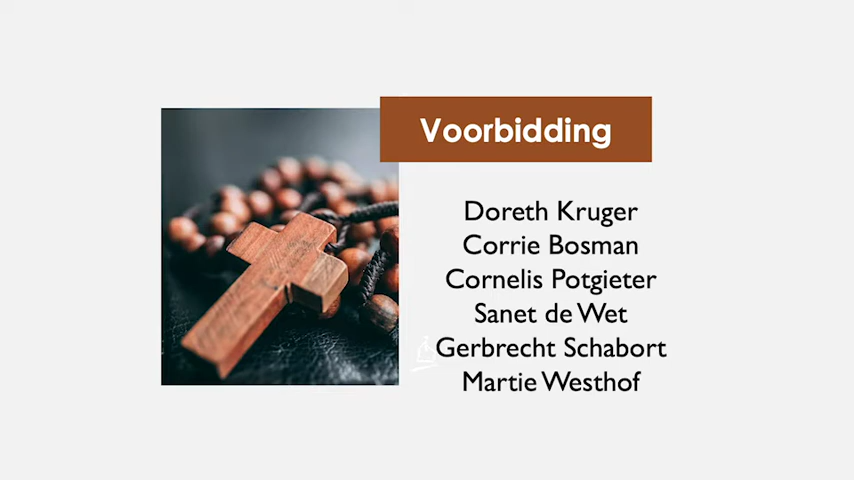 Voorbidding
Doreth Kruger
Corrie Bosman
Cornelis Potgieter
Sanet de Wet
Gerbrecht Schabort
Martie Westhof